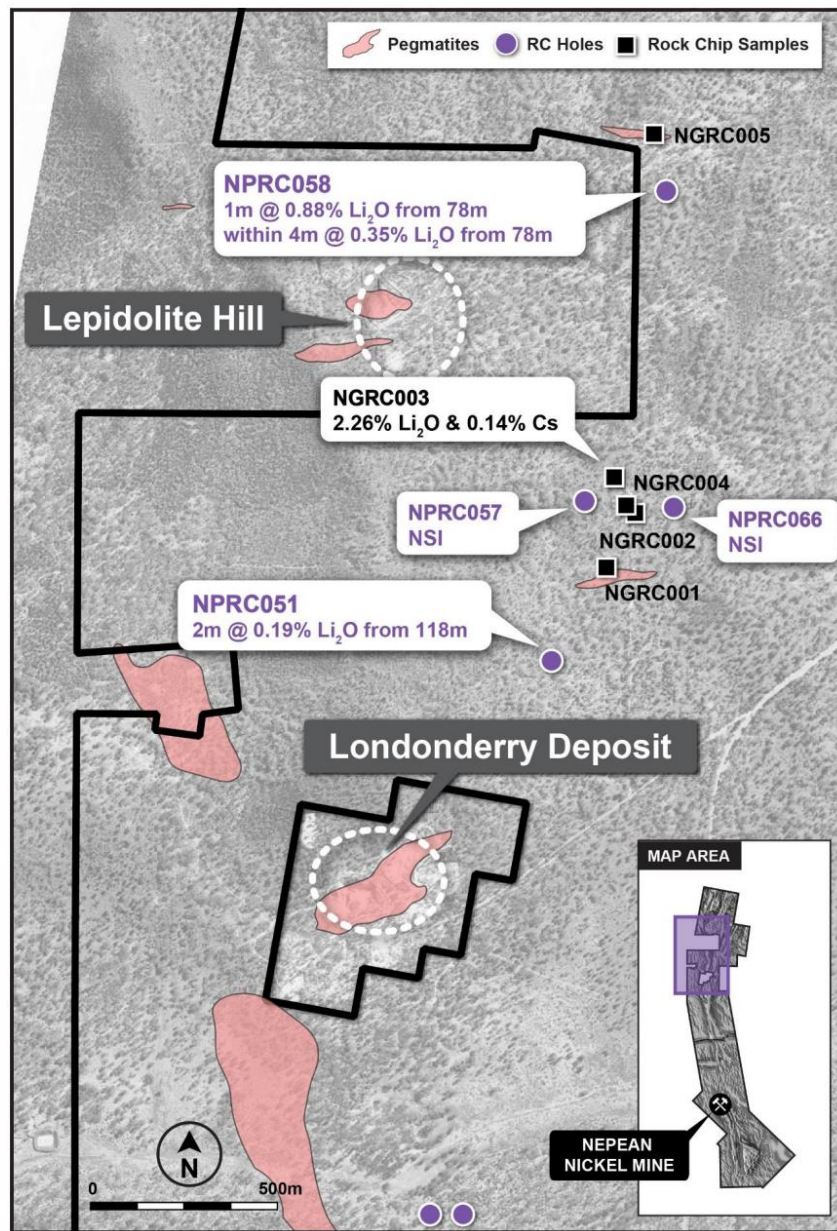 Pegmatites
RC Holes
Rock Chip Samples
NGRC005
NPRC058
1m @ 0.88% Li₂O from 78m
within 4m @ 0.35% Li₂O from 78m
Lepidolite Hill
NGRC003
2.26% Li₂O & 0.14% Cs
NGRC004
NPRC057
NSI
NPRC066
NSI
NGRC002
NGRC001
NPRC051
2m @ 0.19% Li₂O from 118m
Londonderry Deposit
MAP AREA
NEPEAN
NICKEL MINE
N
0
500m